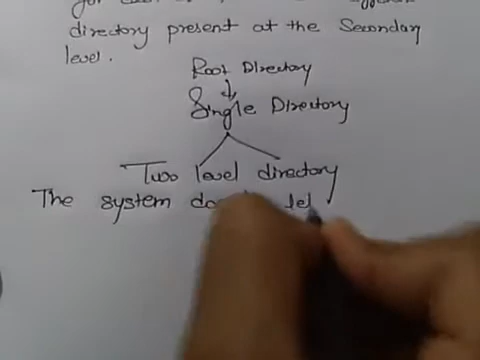 directory present at the Secondary
level.
Root Directory
Single Directory
Two level directory
The system